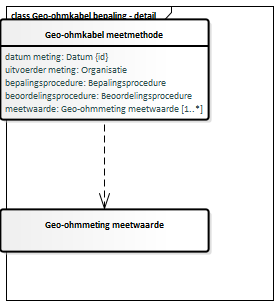 class Geo-ohmkabel bepaling - detail
Geo-ohmkabel meetmethode
datum meting: Datum {id}
uitvoerder meting: Organisatie
bepalingsprocedure: Bepalingsprocedure
beoordelingsprocedure: Beoordelingsprocedure
meetwaarde: Geo-ohmmeting meetwaarde [1..*]
Geo-ohmmeting meetwaarde